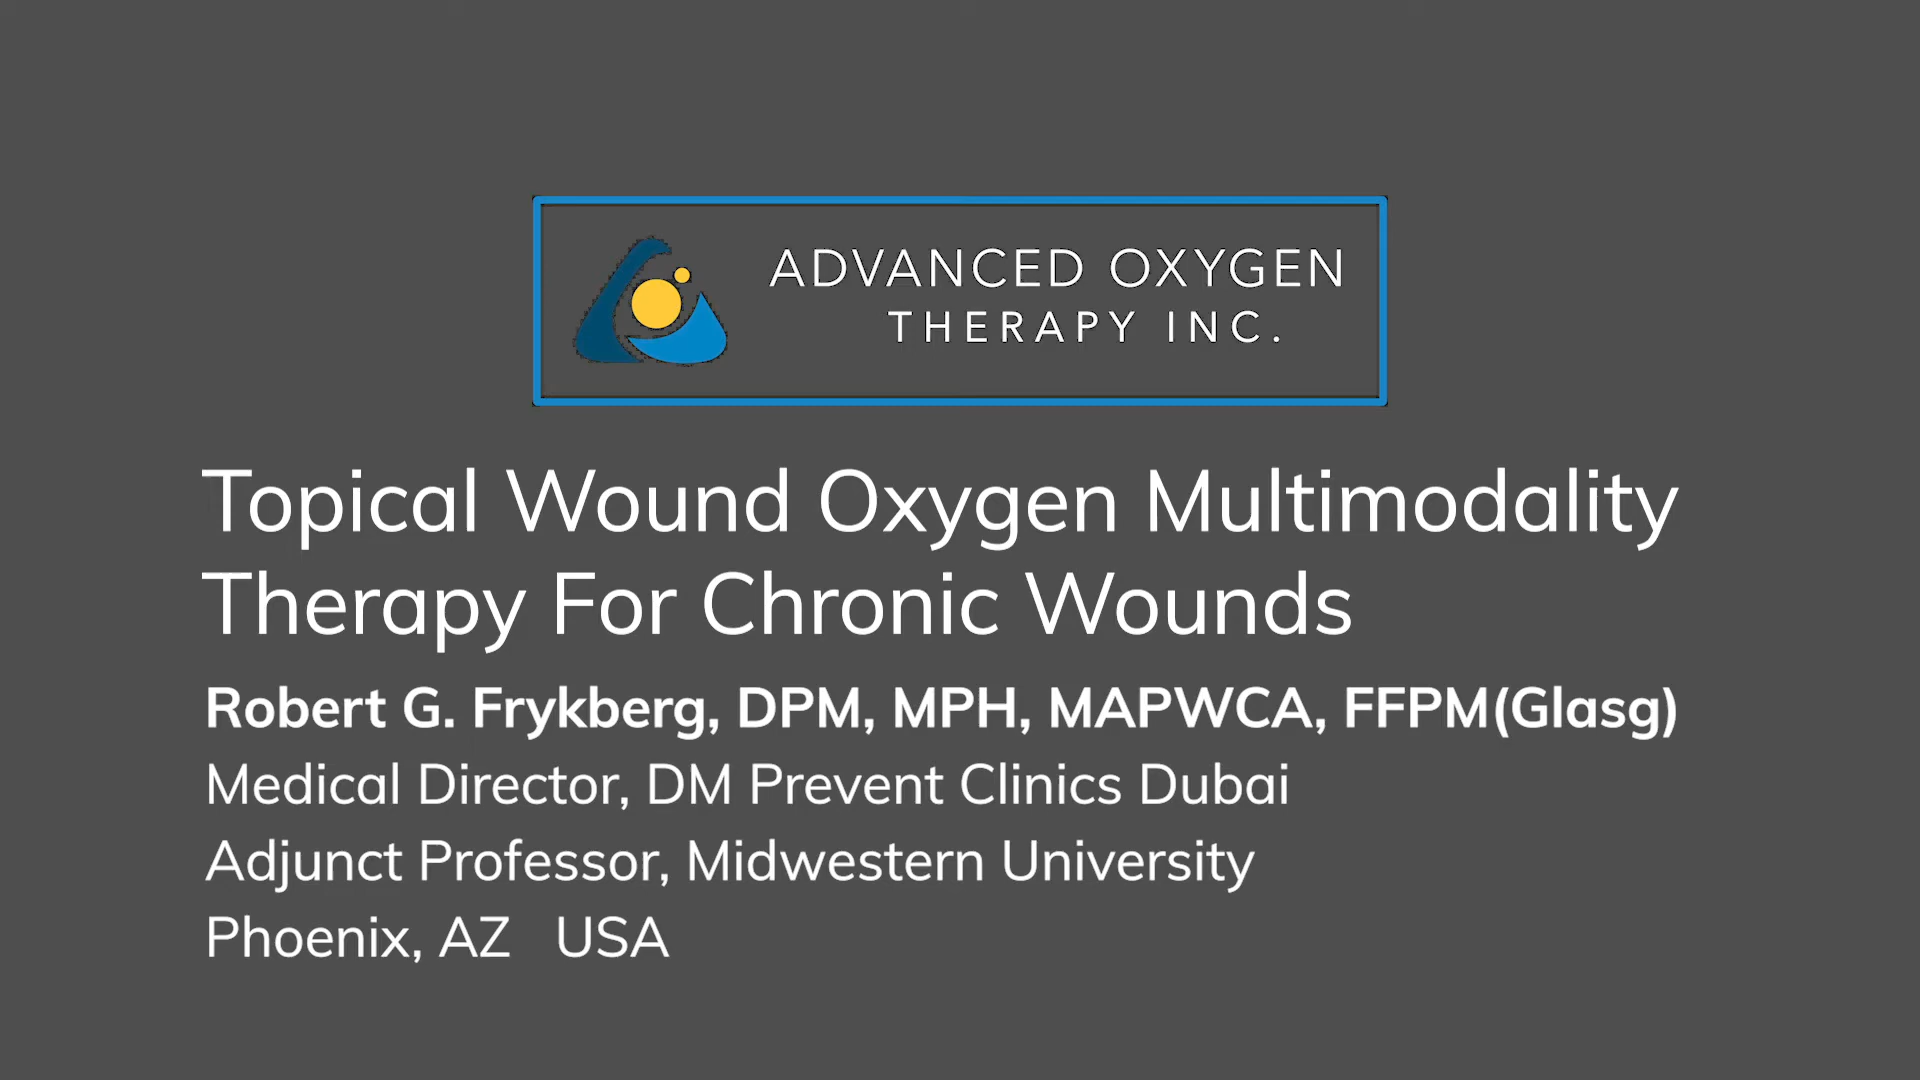 ADVANCED OXYGEN
THERAPY INC.
Topical Wound Oxygen Multimodality
Therapy For Chronic Wounds
Robert G. Frykberg, DPM, MPH, MAPWCA, FFPM(Glasg)
Medical Director, DM Prevent Clinics Dubai
Adjunct Professor, Midwestern University
Phoenix, AZ   USA